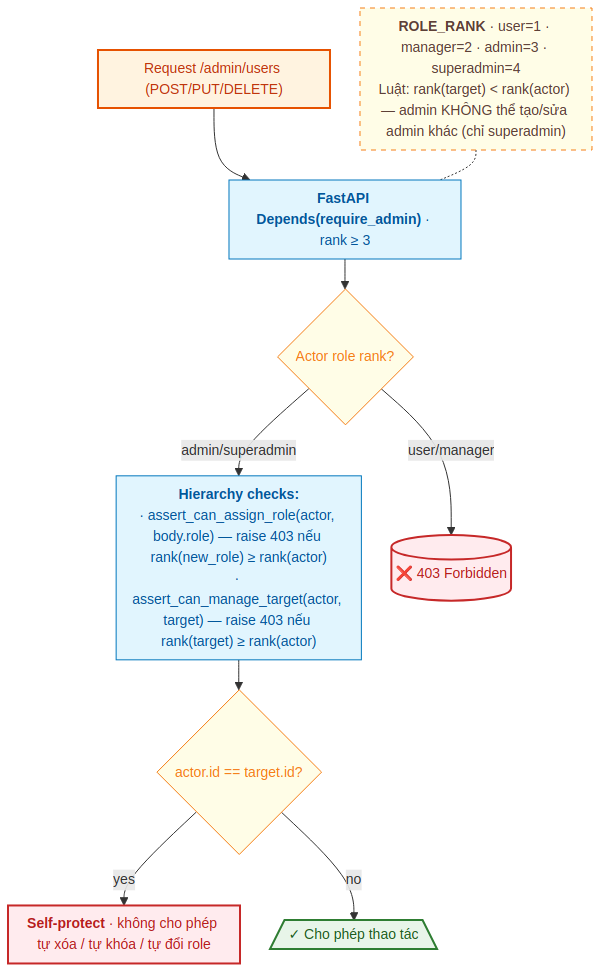 ROLE_RANK · user=1 ·
manager=2 · admin=3 ·
superadmin=4
Luật: rank(target) < rank(actor)
— admin KHÔNG thể tạo/sửa
admin khác (chỉ superadmin)
Request /admin/users
(POST/PUT/DELETE)
FastAPI
Depends(require_admin) ·
rank ≥ 3
Actor role rank?
admin/superadmin
user/manager
Hierarchy checks:
· assert_can_assign_role(actor,
body.role) — raise 403 nếu
rank(new_role) ≥ rank(actor)
·
assert_can_manage_target(actor,
target) — raise 403 nếu
rank(target) ≥ rank(actor)
❌ 403 Forbidden
actor.id == target.id?
yes
no
Self-protect · không cho phép
tự xóa / tự khóa / tự đổi role
✓ Cho phép thao tác